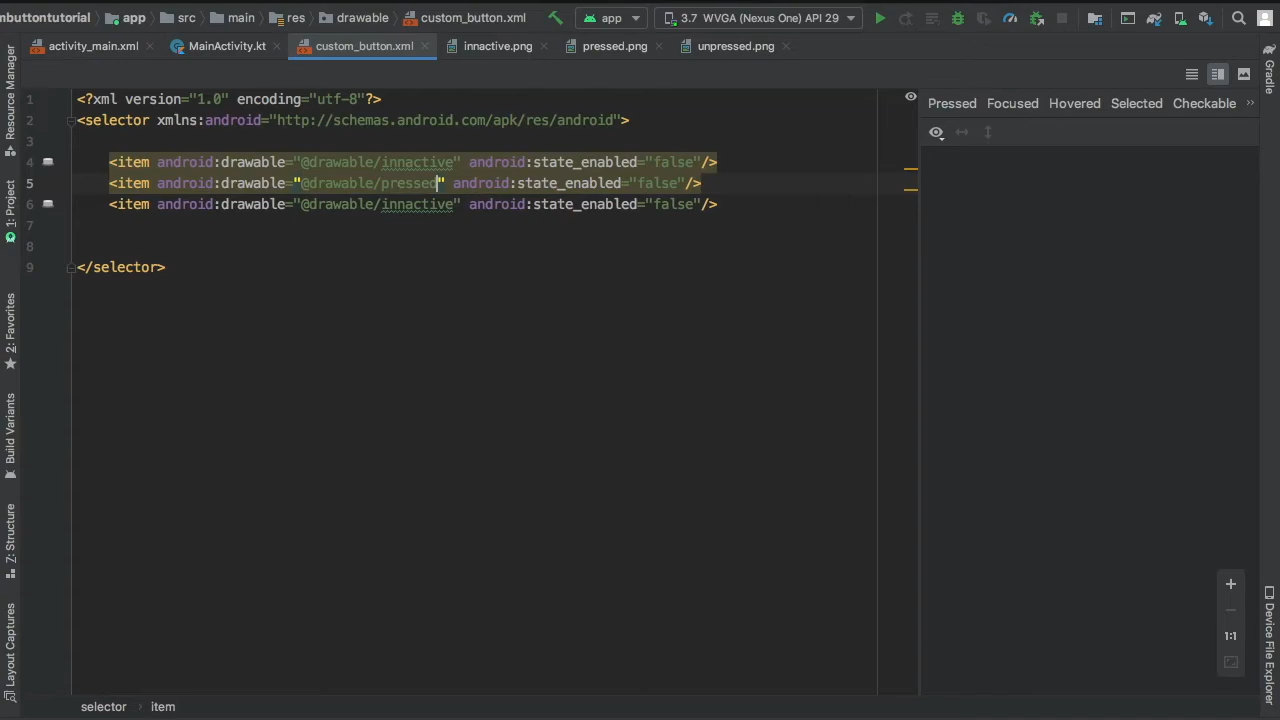 mbuttontutorial app src main res drawable custom_button.xml app 3.7 WVGA (Nexus One) API 29
activity_main.xml MainActivity.kt custom_button.xml innactive.png pressed.png unpressed.png
Resource Manager
1: Project
2: Favorites
Build Variants
7: Structure
Layout Captures
1 <?xml version="1.0" encoding="utf-8"?>
2 <selector xmlns:android="http://schemas.android.com/apk/res/android">
3
4 <item android:drawable="@drawable/innactive" android:state_enabled="false"/>
5 <item android:drawable="@drawable/pressed" android:state_enabled="false"/>
6 <item android:drawable="@drawable/innactive" android:state_enabled="false"/>
7
8
9 </selector>
Pressed Focused Hovered Selected Checkable »
1:1
Gradle
Device File Explorer
selector item